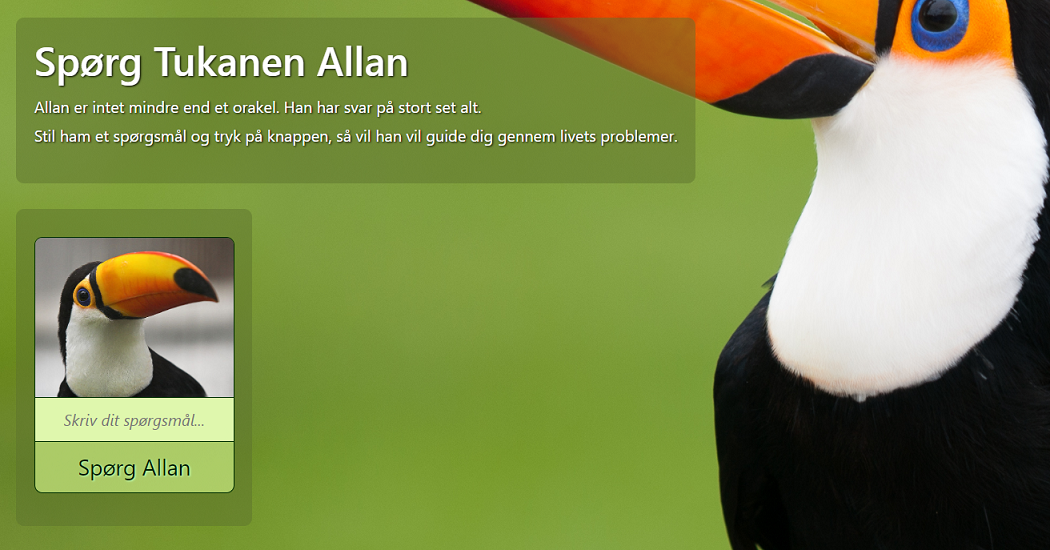 Spørg Tukanen Allan
Allan er intet mindre end et orakel. Han har svar på stort set alt.
Stil ham et spørgsmål og tryk på knappen, så vil han vil guide dig gennem livets problemer.
Skriv dit spørgsmål...
Spørg Allan